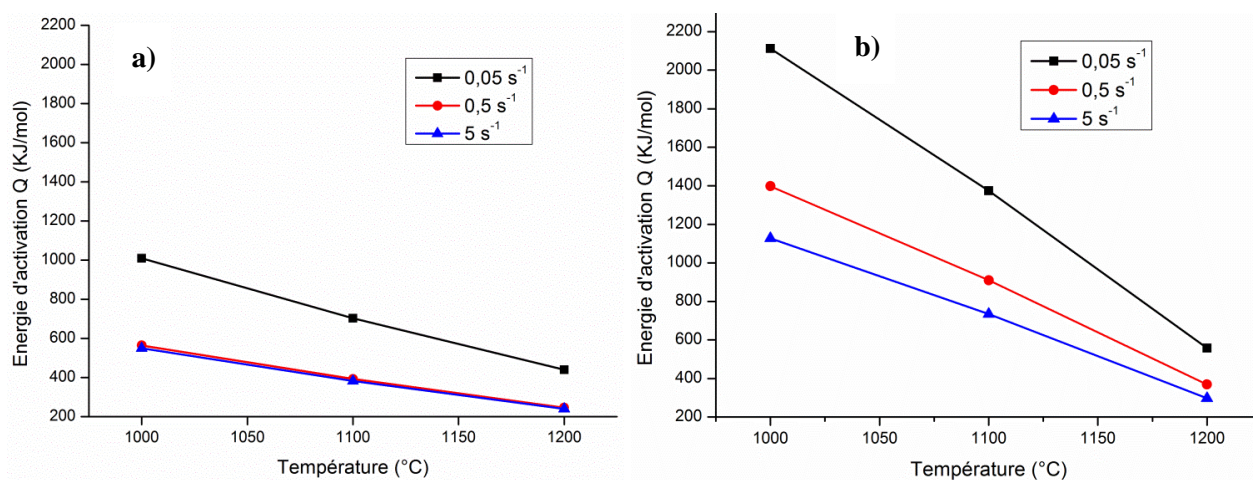 a)
2200
2000
1800
1600
1400
1200
1000
800
600
400
200
Energie d'activation Q (KJ/mol)
0,05 s⁻¹
0,5 s⁻¹
5 s⁻¹
1000 1050 1100 1150 1200
Température (°C)
b)
2200
2000
1800
1600
1400
1200
1000
800
600
400
200
Energie d'activation Q (KJ/mol)
0,05 s⁻¹
0,5 s⁻¹
5 s⁻¹
1000 1050 1100 1150 1200
Température (°C)